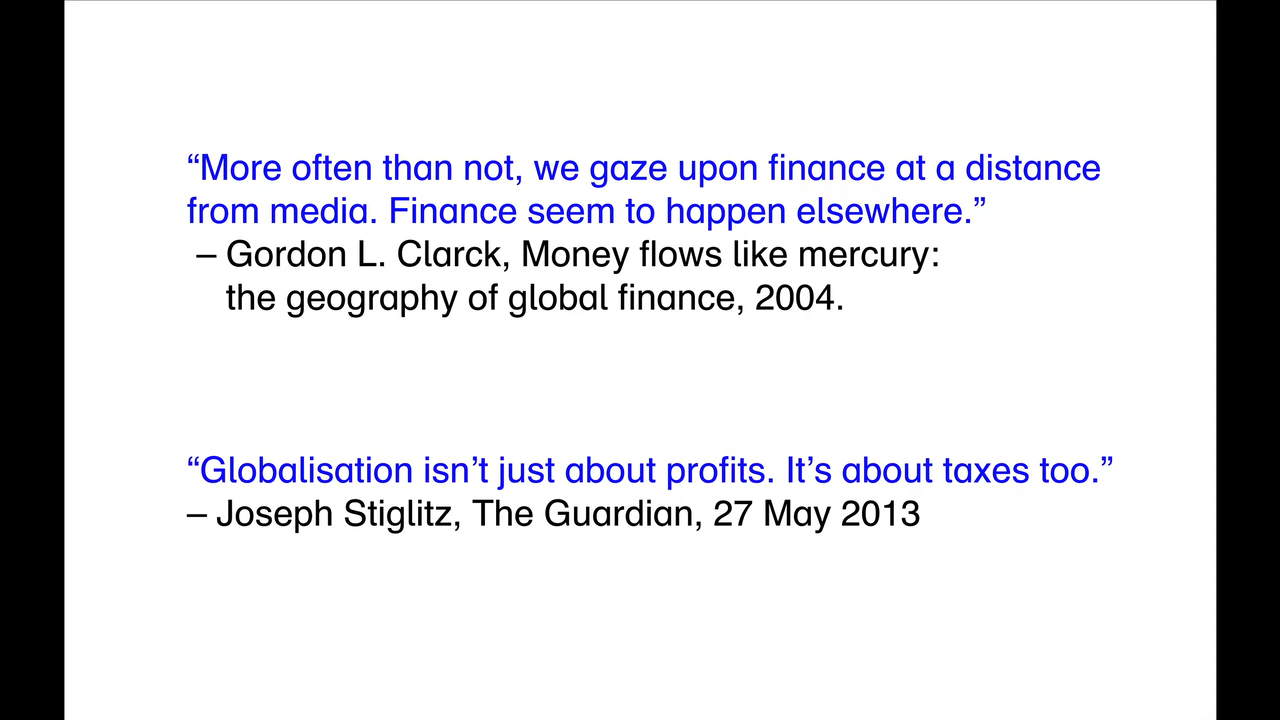 “More often than not, we gaze upon finance at a distance
from media. Finance seem to happen elsewhere.”
– Gordon L. Clarck, Money flows like mercury:
the geography of global finance, 2004.
“Globalisation isn’t just about profits. It’s about taxes too.”
– Joseph Stiglitz, The Guardian, 27 May 2013